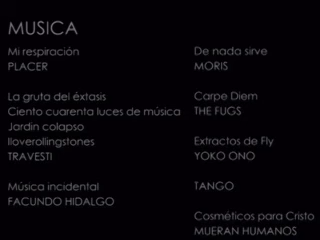 MUSICA
Mi respiración
PLACER
La gruta del éxtasis
Ciento cuarenta luces de música
Jardin colapso
Iloverollingstones
TRAVESTI
Música incidental
FACUNDO HIDALGO
De nada sirve
MORIS
Carpe Diem
THE FUGS
Extractos de Fly
YOKO ONO
TANGO
Cosméticos para Cristo
MUERAN HUMANOS